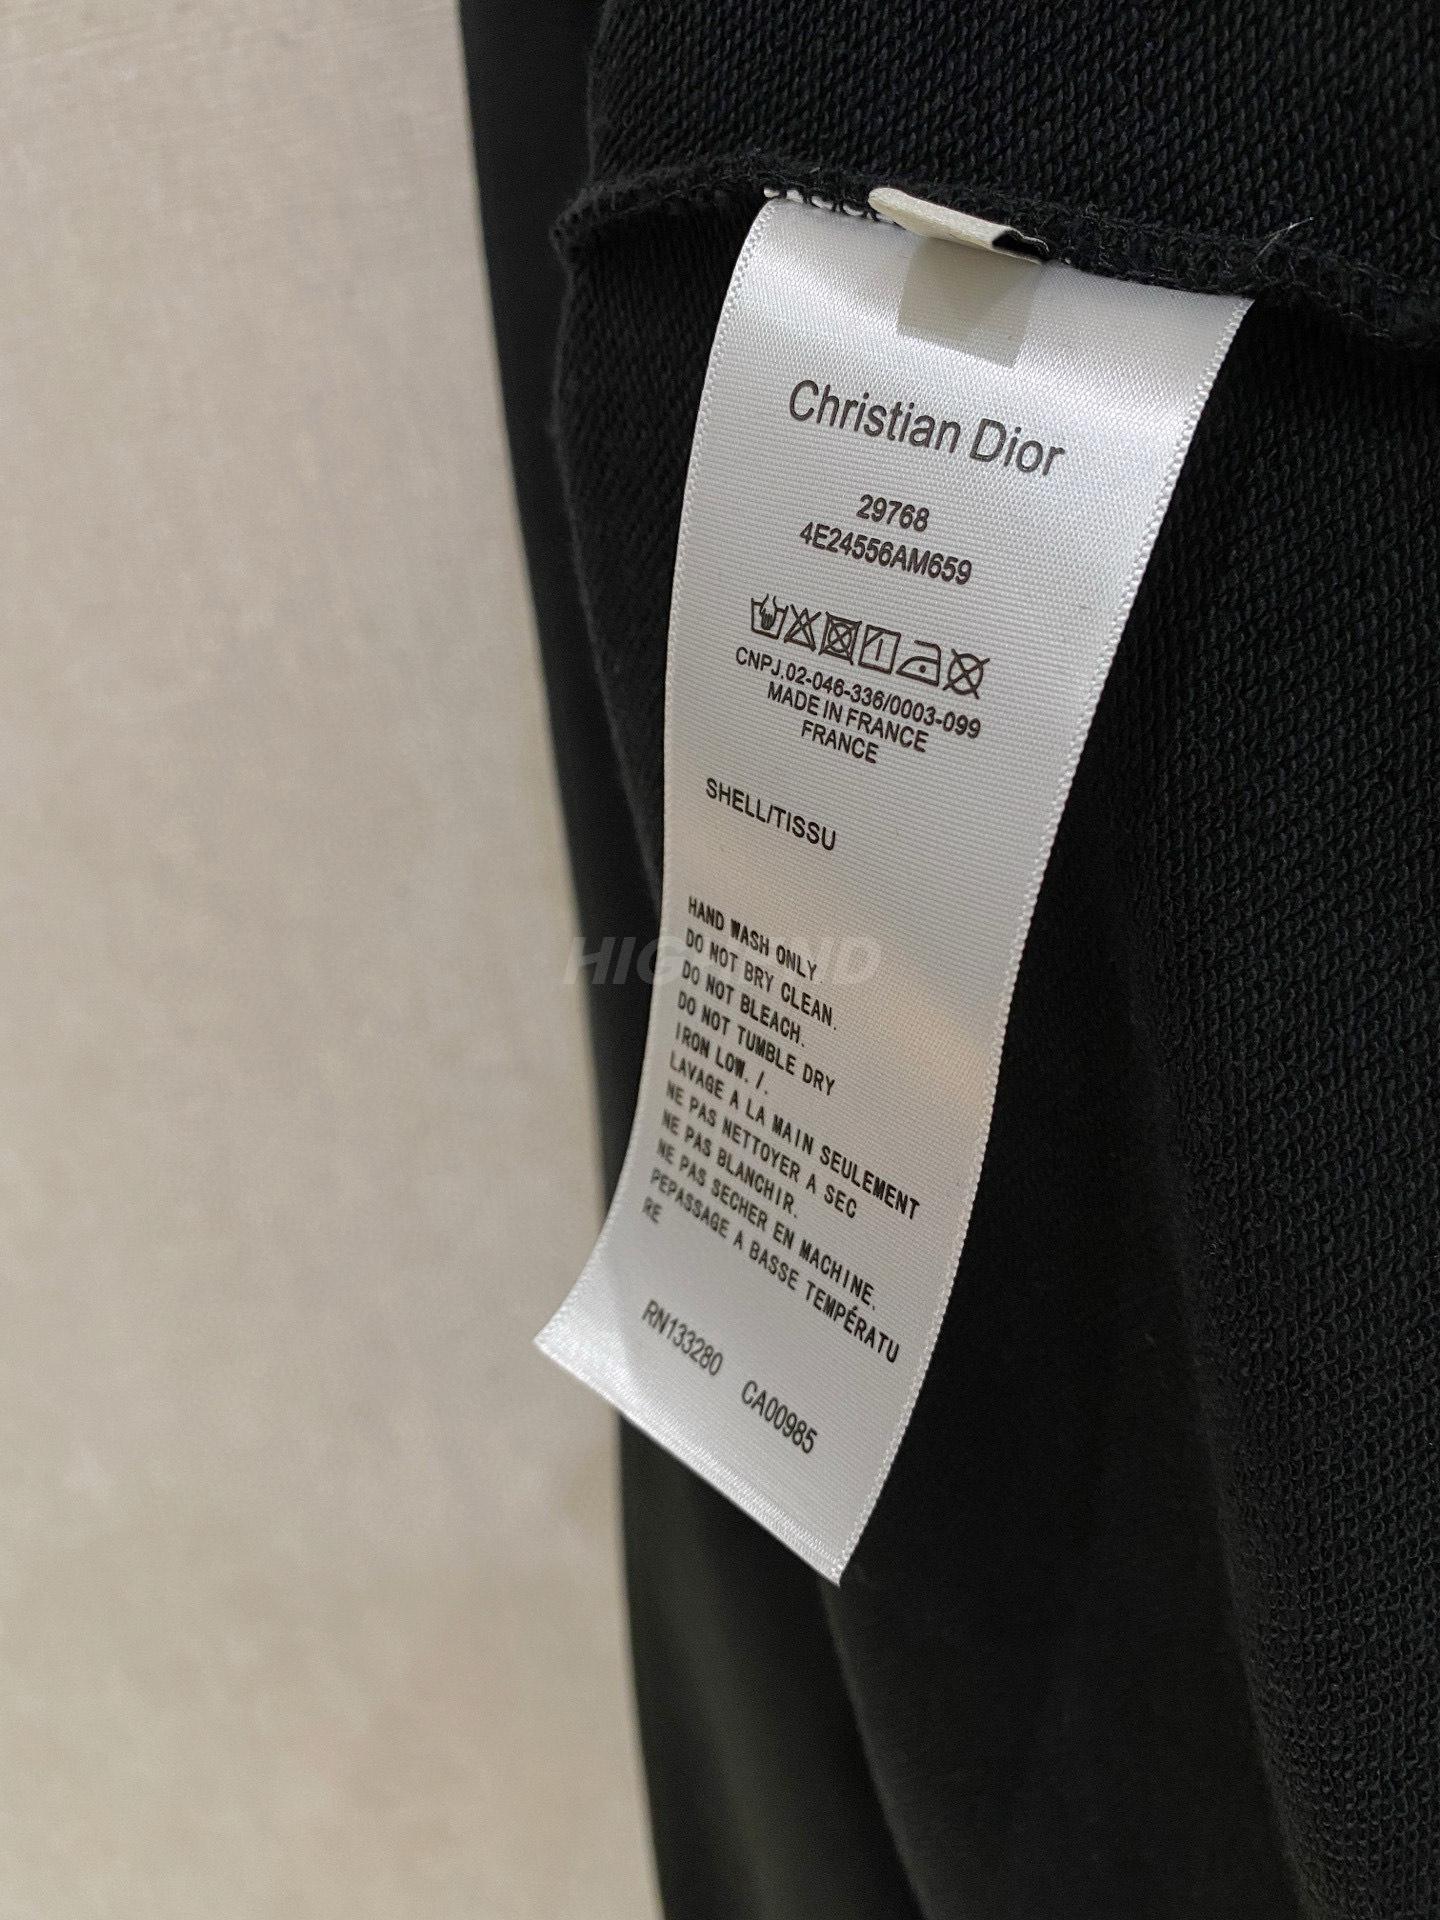 Christian Dior
29768
4E24556AM659
CNPJ.02-046-336/0003-099
MADE IN FRANCE
FRANCE
SHELL/TISSU
HAND WASH ONLY
DO NOT BRY CLEAN.
DO NOT BLEACH.
DO NOT TUMBLE DRY
IRON LOW. /.
LAVAGE A LA MAIN SEULEMENT
NE PAS NETTOYER A SEC
NE PAS BLANCHIR.
NE PAS SECHER EN MACHINE.
PEPASSAGE A BASSE TEMPÉRATU
RE
RN133280 CA00985